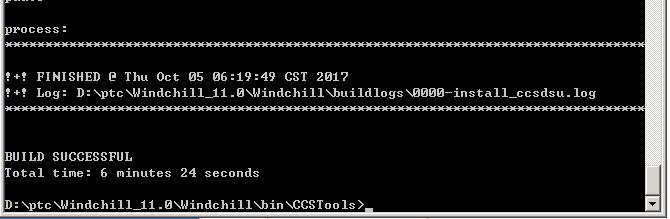 process:
********************************************************************************
!+! FINISHED @ Thu Oct 05 06:19:49 CST 2017
!+! Log: D:\ptc\Windchill_11.0\Windchill\buildlogs\0000-install_ccsdsu.log
********************************************************************************
BUILD SUCCESSFUL
Total time: 6 minutes 24 seconds
D:\ptc\Windchill_11.0\Windchill\bin\CCSTools>_